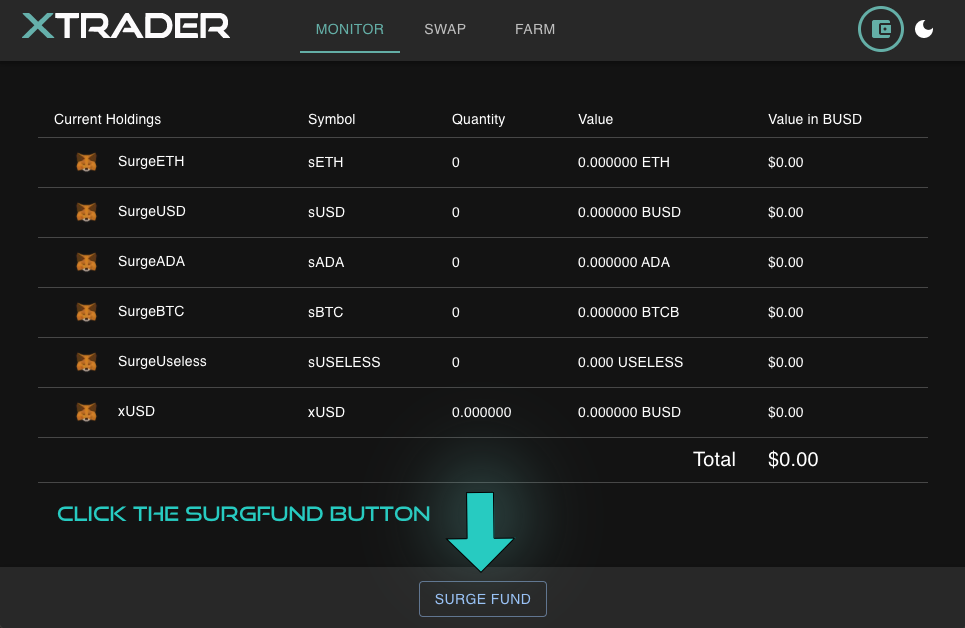 XTRADER
MONITOR SWAP FARM
Current Holdings Symbol Quantity Value Value in BUSD
SurgeETH sETH 0 0.000000 ETH $0.00
SurgeUSD sUSD 0 0.000000 BUSD $0.00
SurgeADA sADA 0 0.000000 ADA $0.00
SurgeBTC sBTC 0 0.000000 BTCB $0.00
SurgeUseless sUSELESS 0 0.000 USELESS $0.00
xUSD xUSD 0.000000 0.000000 BUSD $0.00
Total $0.00
CLICK THE SURGFUND BUTTON
SURGE FUND